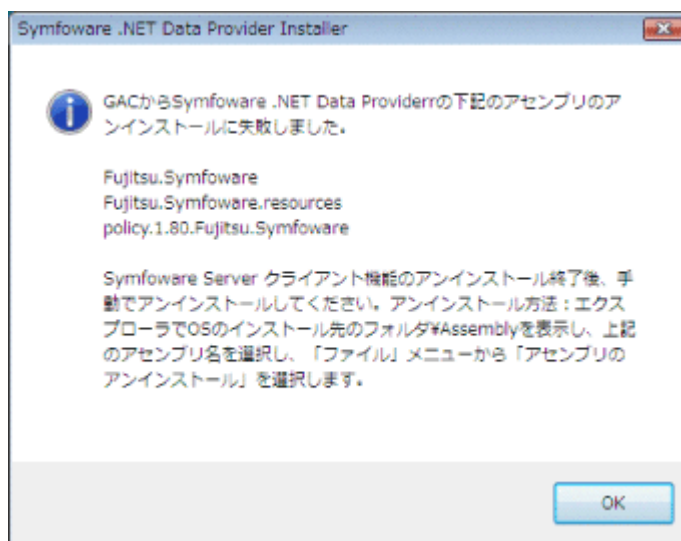 Symfoware .NET Data Provider Installer
GACからSymfoware .NET Data Providerrの下記のアセンブリのア
ンインストールに失敗しました。
Fujitsu.Symfoware
Fujitsu.Symfoware.resources
policy.1.80.Fujitsu.Symfoware
Symfoware Server クライアント機能のアンインストール終了後、手
動でアンインストールしてください。アンインストール方法：エクス
プローラでOSのインストール先のフォルダ¥Assemblyを表示し、上記
のアセンブリ名を選択し、「ファイル」メニューから「アセンブリの
アンインストール」を選択します。
OK